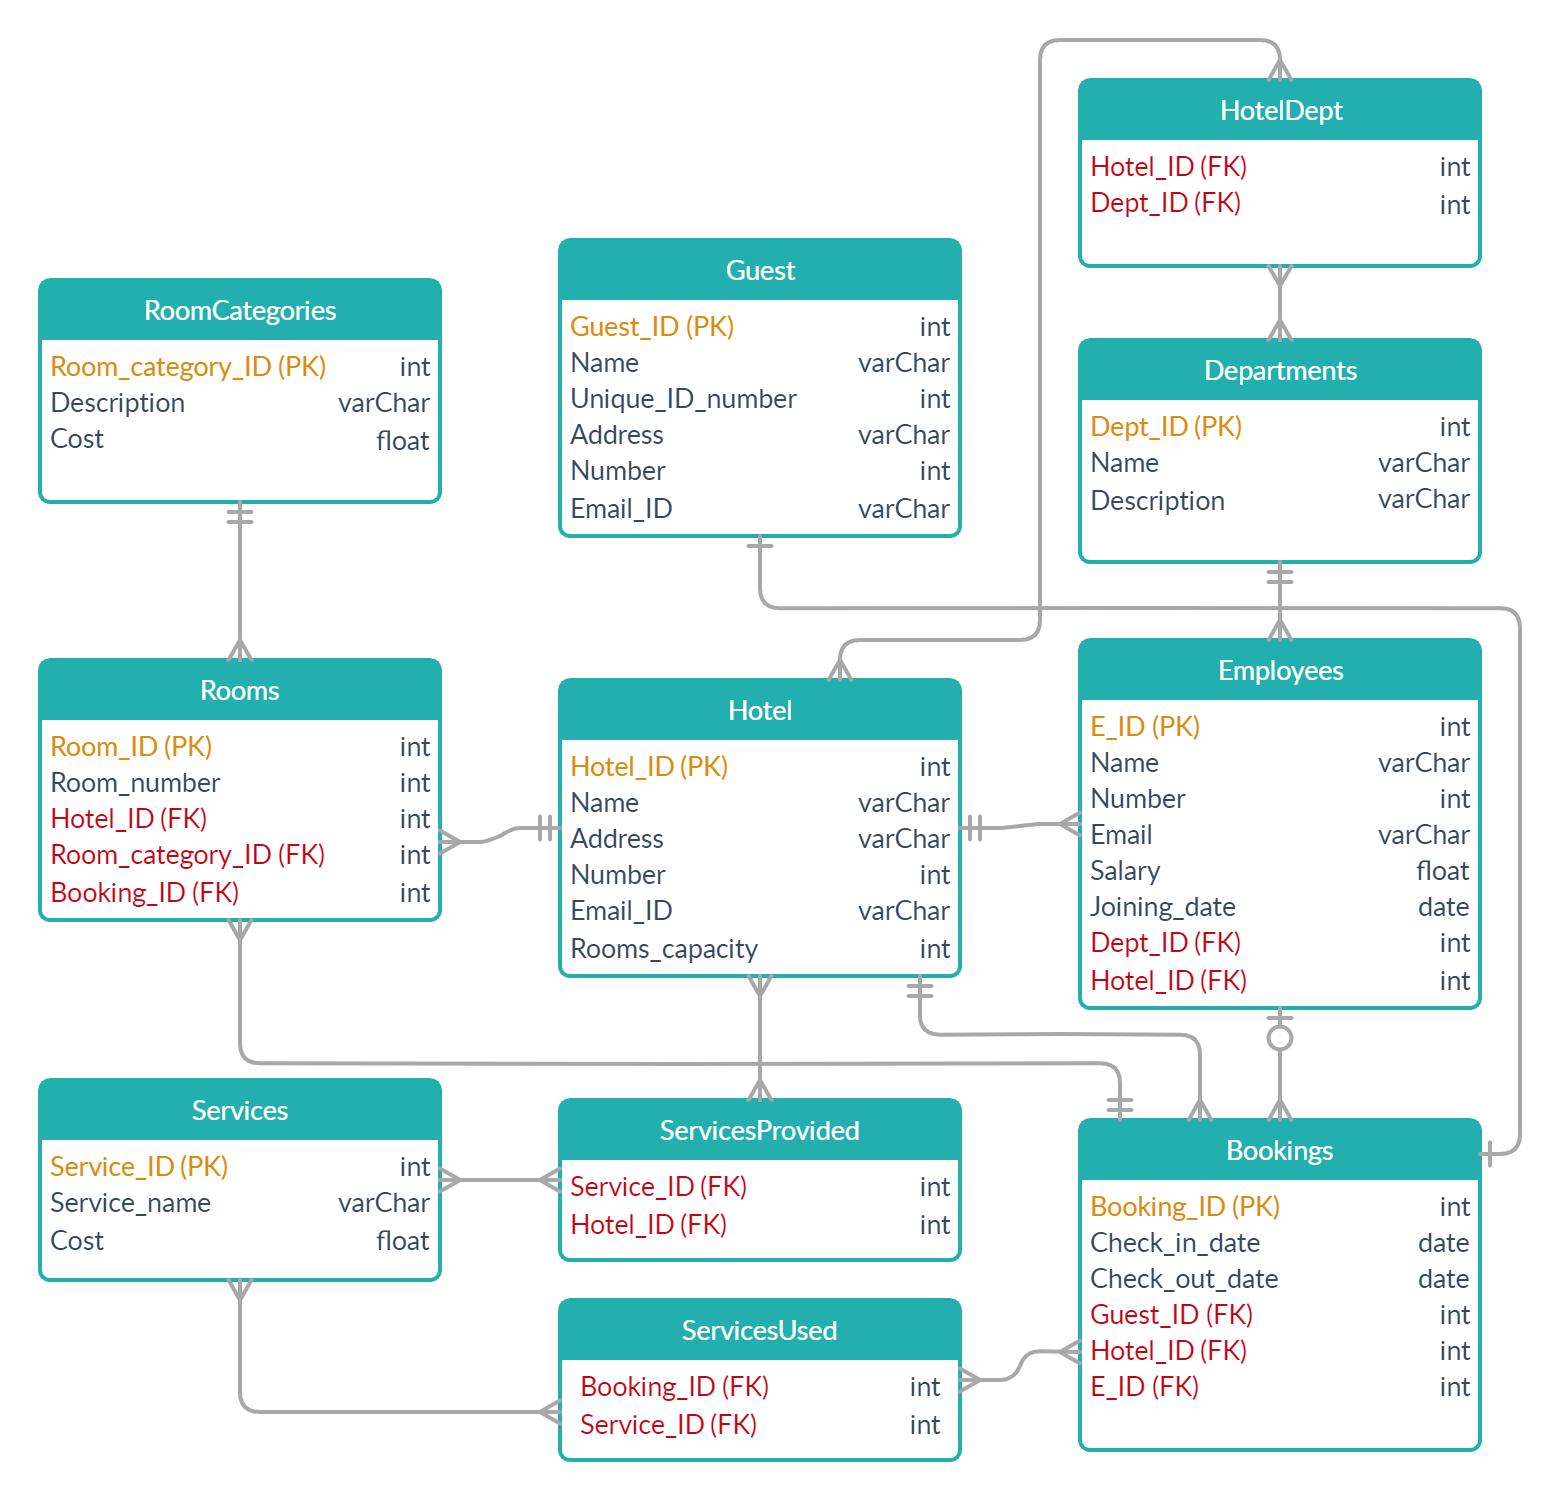 HotelDept
Hotel_ID (FK) int
Dept_ID (FK) int
Guest
Guest_ID (PK) int
Name varChar
Unique_ID_number int
Address varChar
Number int
Email_ID varChar
RoomCategories
Room_category_ID (PK) int
Description varChar
Cost float
Departments
Dept_ID (PK) int
Name varChar
Description varChar
Rooms
Room_ID (PK) int
Room_number int
Hotel_ID (FK) int
Room_category_ID (FK) int
Booking_ID (FK) int
Hotel
Hotel_ID (PK) int
Name varChar
Address varChar
Number int
Email_ID varChar
Rooms_capacity int
Employees
E_ID (PK) int
Name varChar
Number int
Email varChar
Salary float
Joining_date date
Dept_ID (FK) int
Hotel_ID (FK) int
Services
Service_ID (PK) int
Service_name varChar
Cost float
ServicesProvided
Service_ID (FK) int
Hotel_ID (FK) int
Bookings
Booking_ID (PK) int
Check_in_date date
Check_out_date date
Guest_ID (FK) int
Hotel_ID (FK) int
E_ID (FK) int
ServicesUsed
Booking_ID (FK) int
Service_ID (FK) int